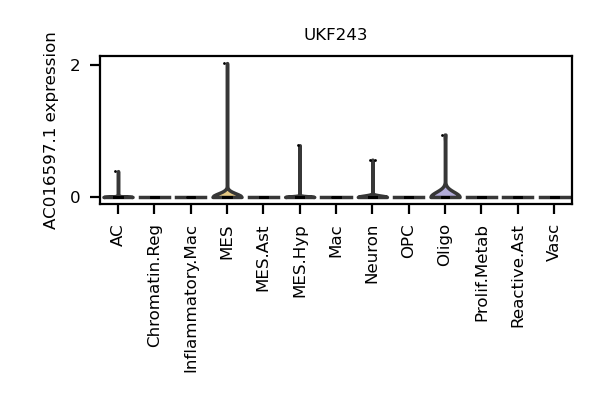 UKF243
AC016597.1 expression
2
0
AC
Chromatin.Reg
Inflammatory.Mac
MES
MES.Ast
MES.Hyp
Mac
Neuron
OPC
Oligo
Prolif.Metab
Reactive.Ast
Vasc